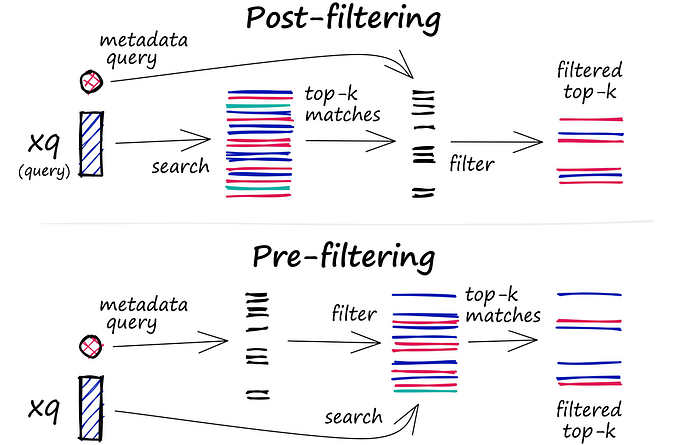 Post-filtering
metadata
query
xq
(query)
search
top-k
matches
filter
filtered
top-k
Pre-filtering
metadata
query
xq
filter
search
top-k
matches
filtered
top-k